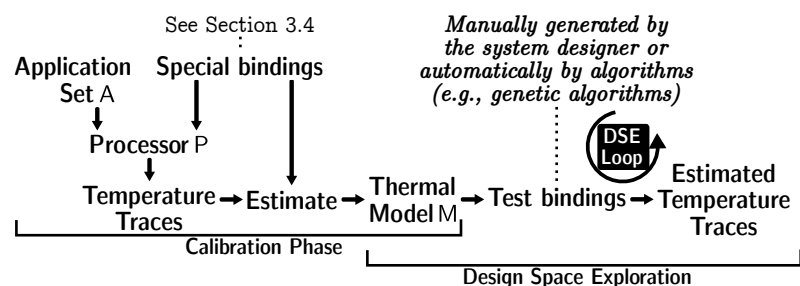 See Section 3.4
Manually generated by
the system designer or
automatically by algorithms
(e.g., genetic algorithms)
Application
Set A
Special bindings
Processor P
DSE
Loop
Temperature
Traces
Estimate
Thermal
Model M
Test bindings
Estimated
Temperature
Traces
Calibration Phase
Design Space Exploration